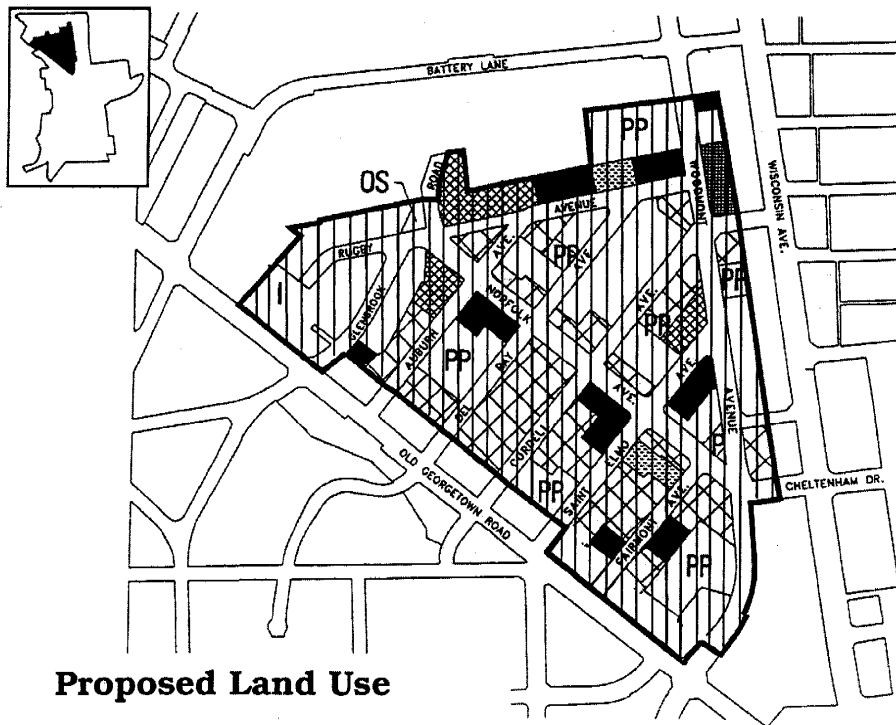 BATTERY LANE
PP
WOODMONT
WISCONSIN AVE.
OS
ROAD
AVENUE
RUGBY
AVE.
PP
AVE
PP
I
GLENBROOK
NORFOLK
AVE.
PP
AUBURN
PP
DEL RAY
AVE.
AVE.
AVENUE
CORDELL
P
OLD GEORGETOWN ROAD
ELMO
SAINT
PP
CHELTENHAM DR.
AVE.
FAIRMONT
PP
Proposed Land Use